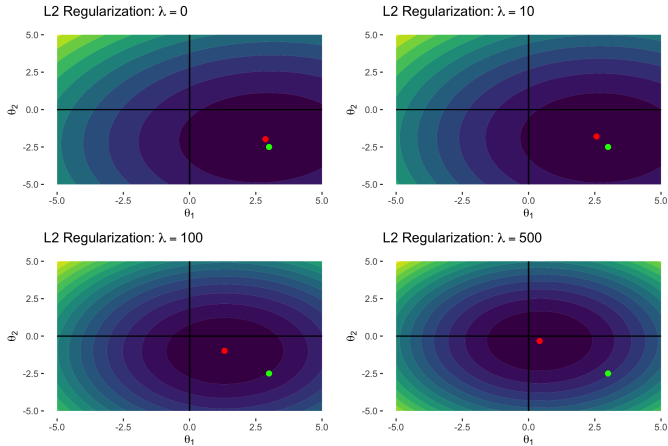 L2 Regularization: λ = 0
5.0
2.5
0.0
-2.5
-5.0
θ2
-5.0 -2.5 0.0 2.5 5.0
θ1
L2 Regularization: λ = 10
5.0
2.5
0.0
-2.5
-5.0
θ2
-5.0 -2.5 0.0 2.5 5.0
θ1
L2 Regularization: λ = 100
5.0
2.5
0.0
-2.5
-5.0
θ2
-5.0 -2.5 0.0 2.5 5.0
θ1
L2 Regularization: λ = 500
5.0
2.5
0.0
-2.5
-5.0
θ2
-5.0 -2.5 0.0 2.5 5.0
θ1